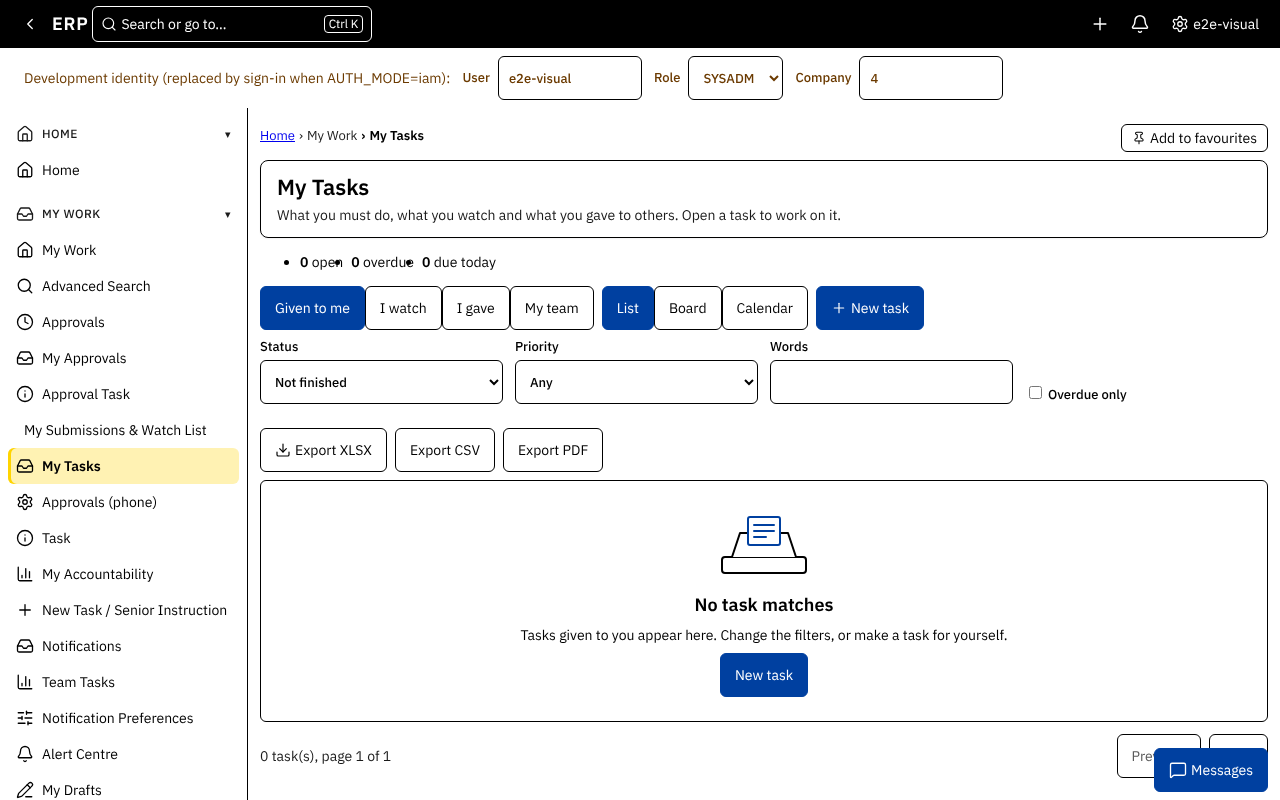 ERP Search or go to... Ctrl K e2e-visual
Development identity (replaced by sign-in when AUTH_MODE=iam): User e2e-visual Role SYSADM Company 4
HOME
Home
MY WORK
My Work
Advanced Search
Approvals
My Approvals
Approval Task
My Submissions & Watch List
My Tasks
Approvals (phone)
Task
My Accountability
New Task / Senior Instruction
Notifications
Team Tasks
Notification Preferences
Alert Centre
My Drafts
Home › My Work › My Tasks
Add to favourites
My Tasks
What you must do, what you watch and what you gave to others. Open a task to work on it.
• 0 open • 0 overdue • 0 due today
Given to me I watch I gave My team List Board Calendar + New task
Status Priority Words
Not finished Any Overdue only
Export XLSX Export CSV Export PDF
No task matches
Tasks given to you appear here. Change the filters, or make a task for yourself.
New task
0 task(s), page 1 of 1
Messages